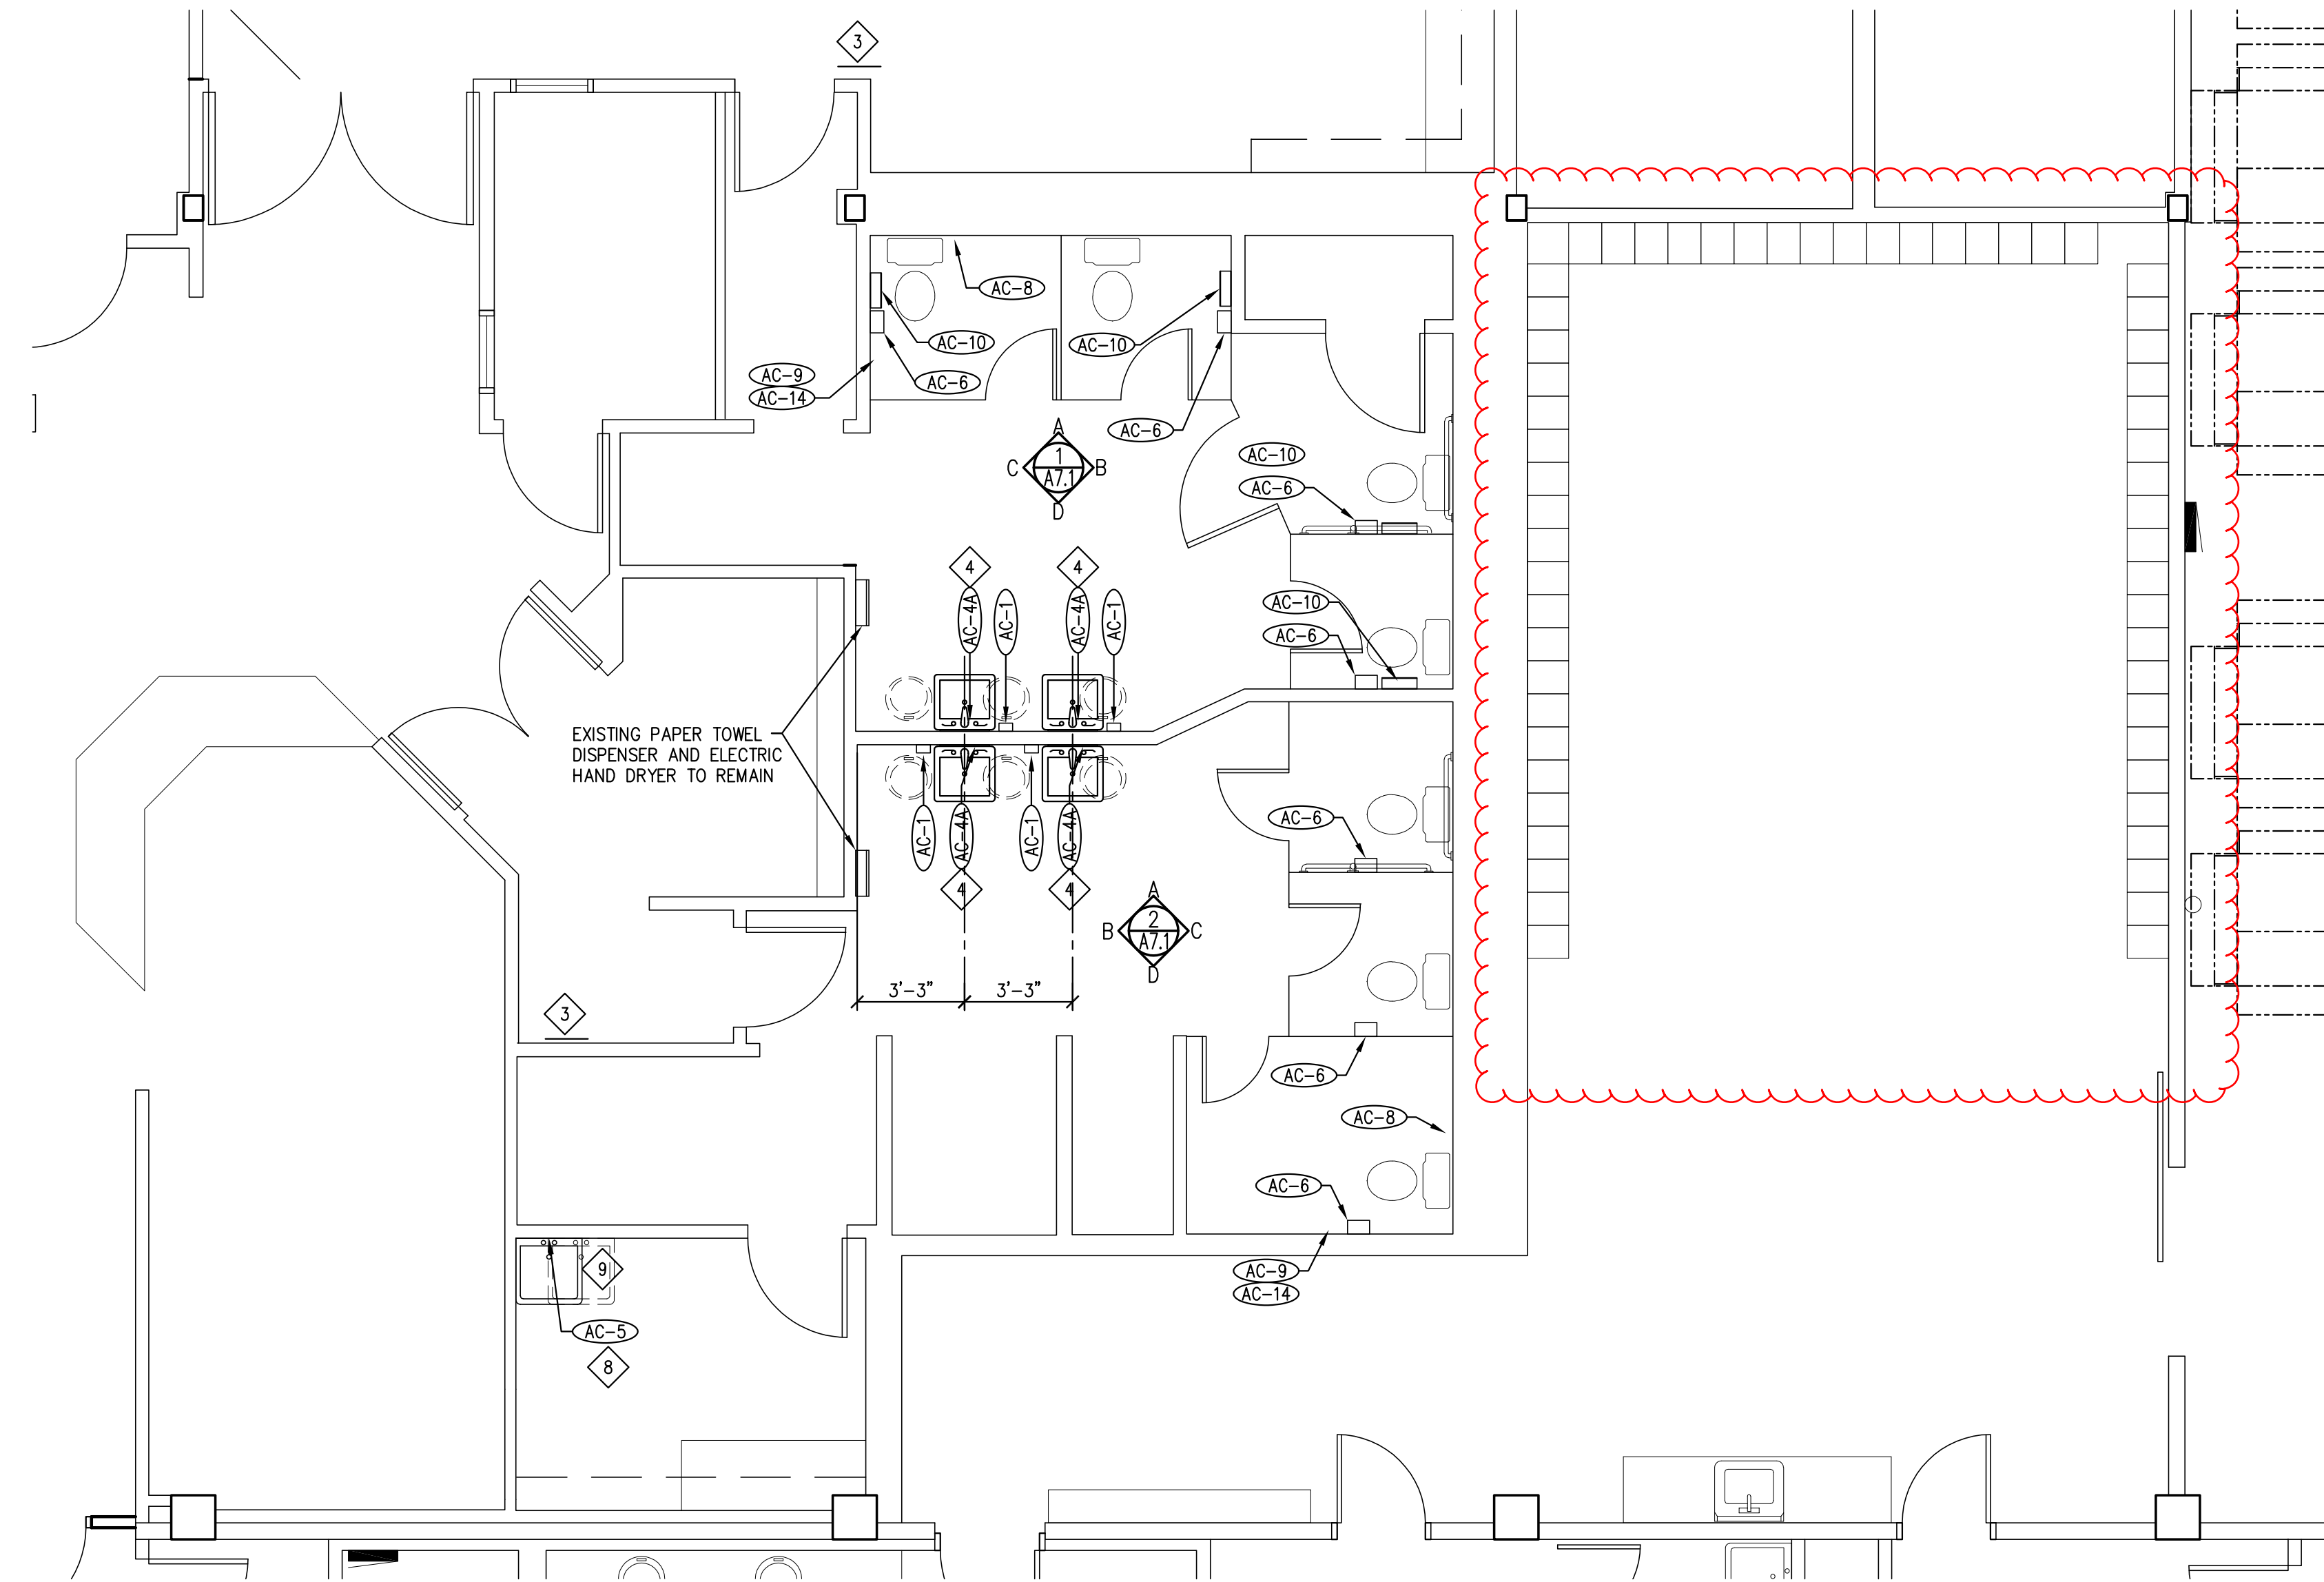 3
AC-8
AC-10
AC-10
AC-9
AC-14
AC-6
AC-6
A
C
1
A7.1
B
D
AC-10
AC-6
4
4
AC-4A
AC-1
AC-4A
AC-1
AC-10
AC-6
EXISTING PAPER TOWEL
DISPENSER AND ELECTRIC
HAND DRYER TO REMAIN
AC-1
AC-4A
AC-1
AC-4A
AC-6
4
4
A
B
2
A7.1
C
D
3'-3"
3'-3"
3
AC-6
AC-8
AC-6
9
AC-9
AC-14
AC-5
8